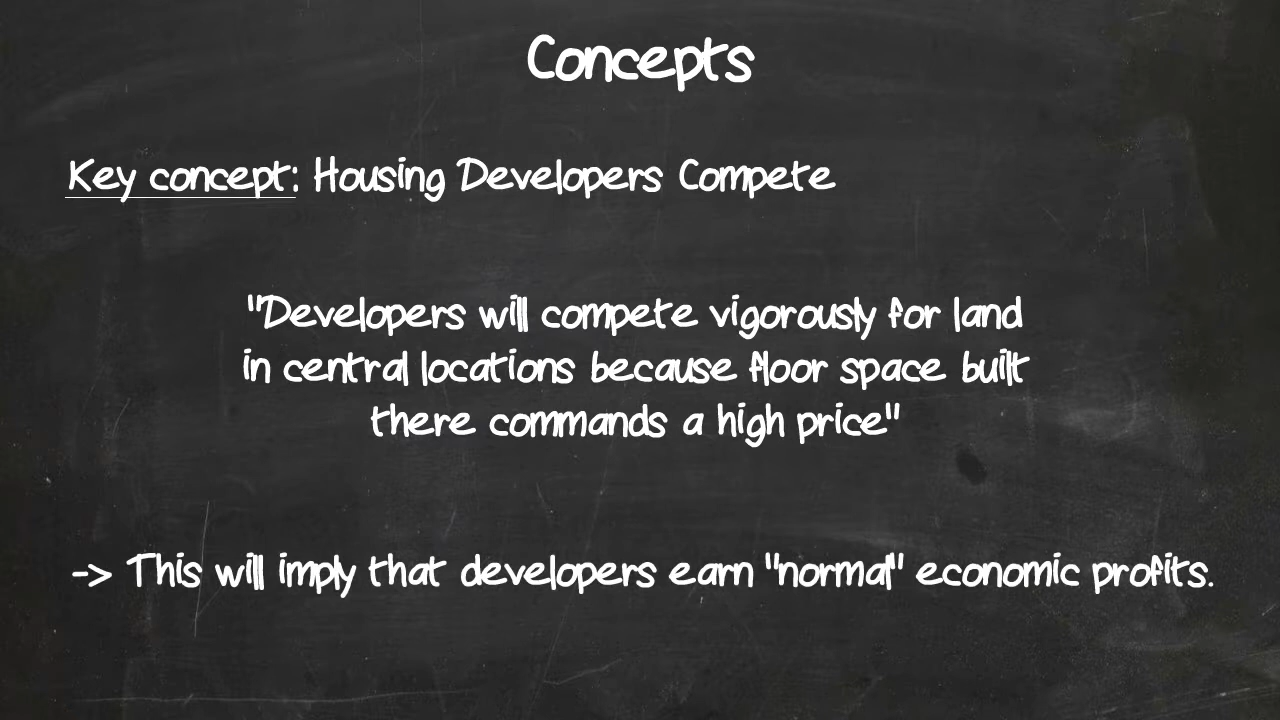 Concepts
Key concept: Housing Developers Compete
"Developers will compete vigorously for land
in central locations because floor space built
there commands a high price"
-> This will imply that developers earn "normal" economic profits.